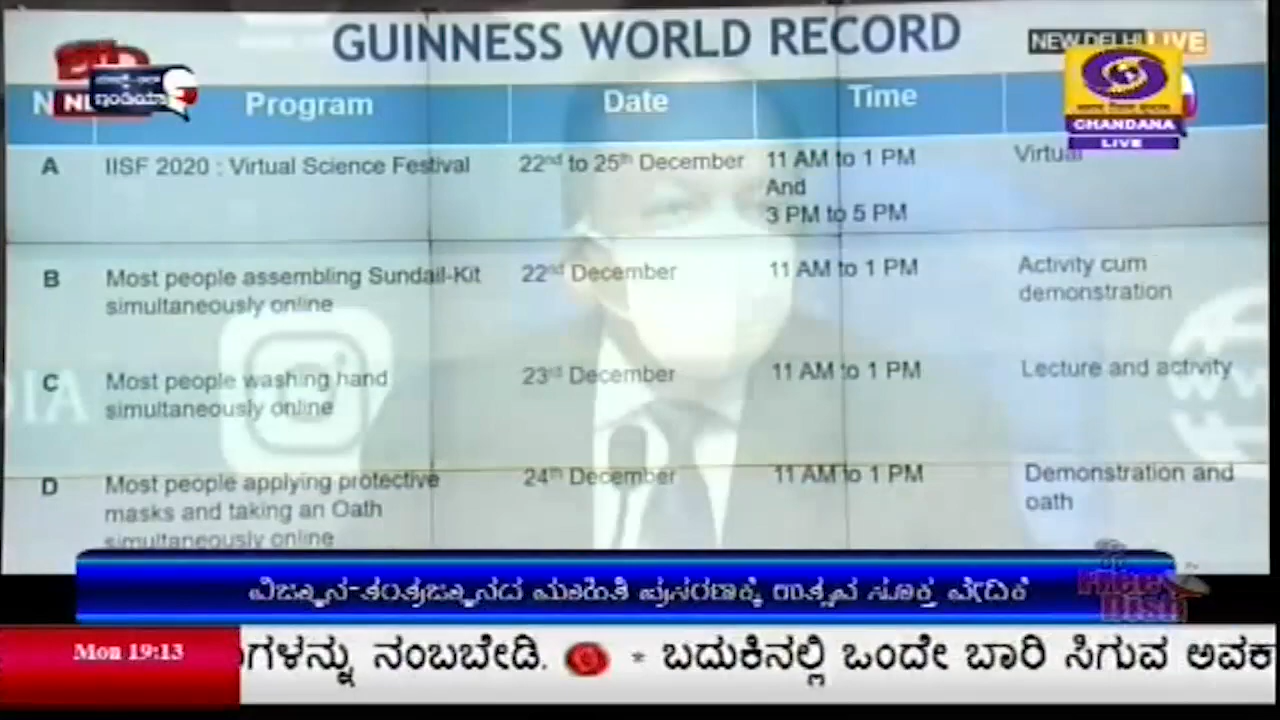 GUINNESS WORLD RECORD
NEW DELHI LIVE
Program Date Time
CHANDANA
LIVE
A IISF 2020 : Virtual Science Festival 22nd to 25th December 11 AM to 1 PM Virtual
And
3 PM to 5 PM
B Most people assembling Sundail-Kit 22nd December 11 AM to 1 PM Activity cum
simultaneously online demonstration
C Most people washing hand 23rd December 11 AM to 1 PM Lecture and activity
simultaneously online
D Most people applying protective 24th December 11 AM to 1 PM Demonstration and
masks and taking an Oath oath
simultaneously online
ವಿಜ್ಞಾನ-ತಂತ್ರಜ್ಞಾನದ ಮಾಹಿತಿ ಪ್ರಸರಣಕ್ಕೆ ಉತ್ಸವ ಸೂಕ್ತ ವೇದಿಕೆ
Mon 19:13 ಗಳನ್ನು ನಂಬಬೇಡಿ. * ಬದುಕಿನಲ್ಲಿ ಒಂದೇ ಬಾರಿ ಸಿಗುವ ಅವಕ